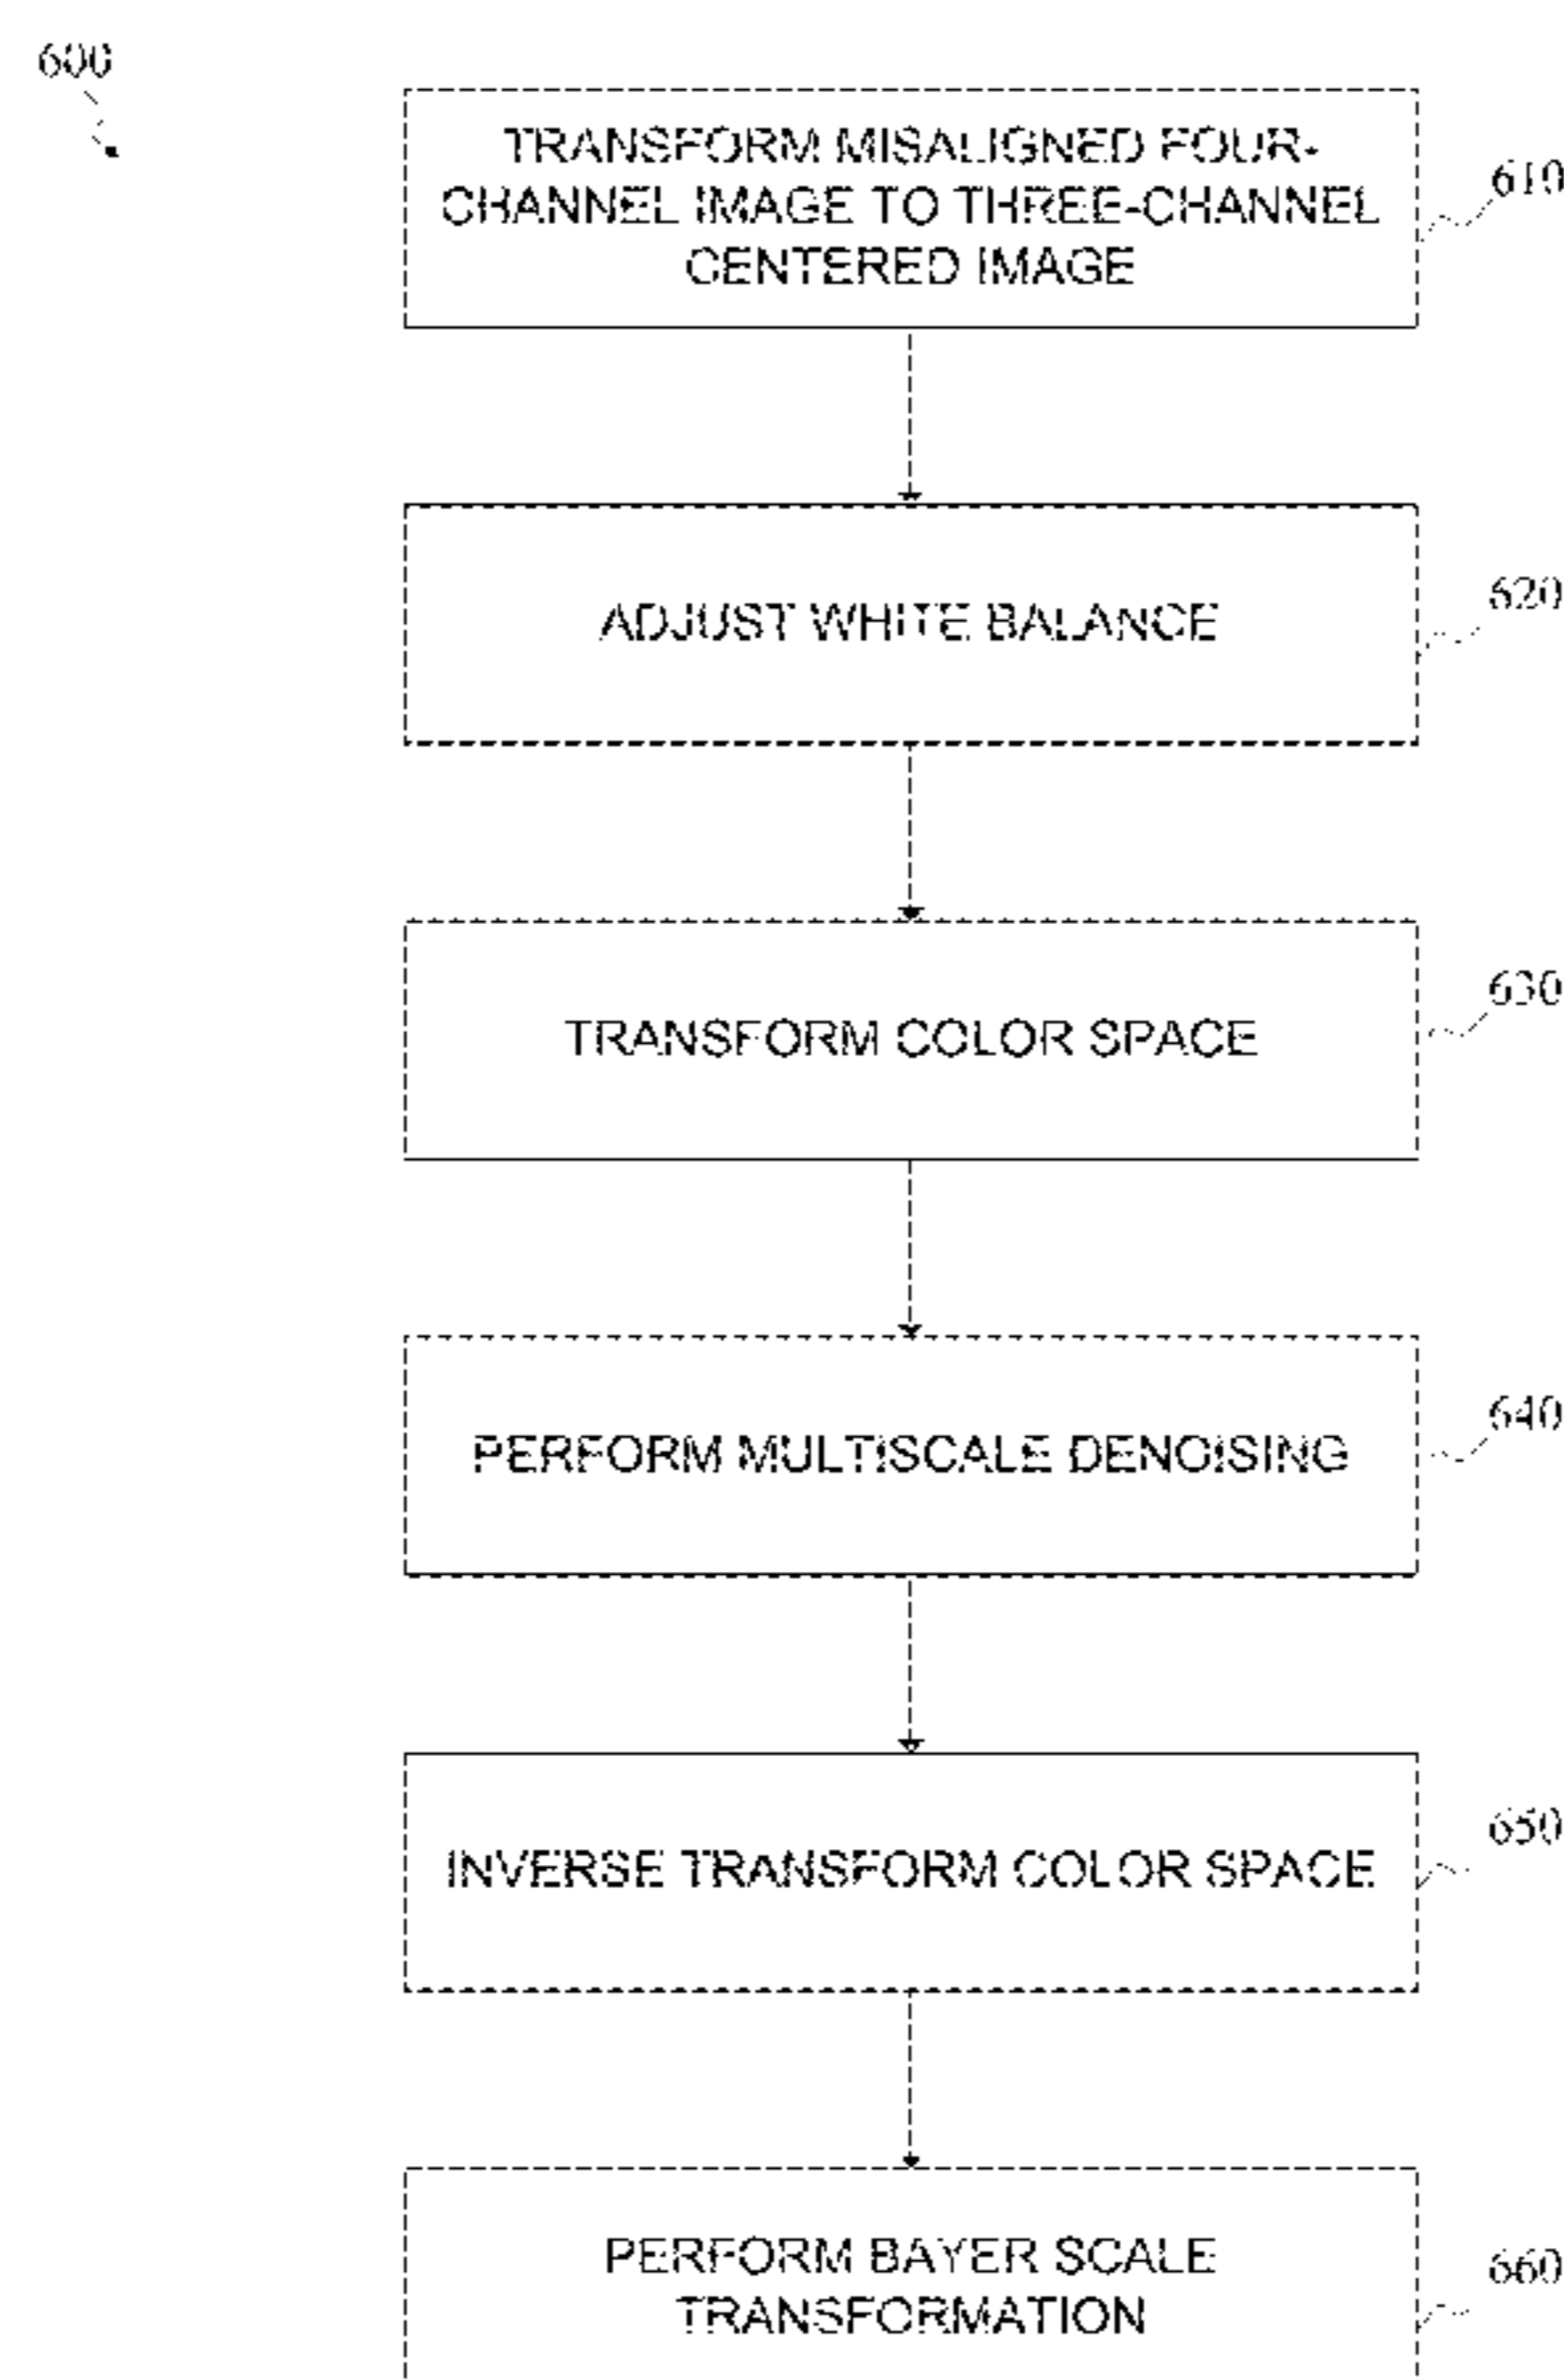 600
TRANSFORM MISALIGNED FOUR-
CHANNEL IMAGE TO THREE-CHANNEL
CENTERED IMAGE
610
ADJUST WHITE BALANCE
620
TRANSFORM COLOR SPACE
630
PERFORM MULTISCALE DENOISING
640
INVERSE TRANSFORM COLOR SPACE
650
PERFORM BAYER SCALE
TRANSFORMATION
660